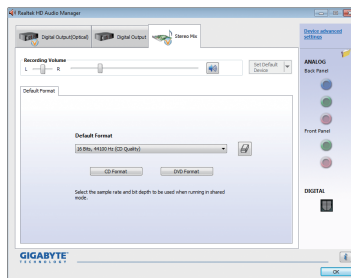 Realtek HD Audio Manager
Digital Output(Optical)
Digital Output
Stereo Mix
Device advanced settings
Recording Volume
L
R
Set Default Device
ANALOG
Back Panel
Default Format
Default Format
16 Bits, 44100 Hz (CD Quality)
CD Format
DVD Format
Select the sample rate and bit depth to be used when running in shared mode.
Front Panel
DIGITAL
GIGABYTE
TECHNOLOGY
i
OK